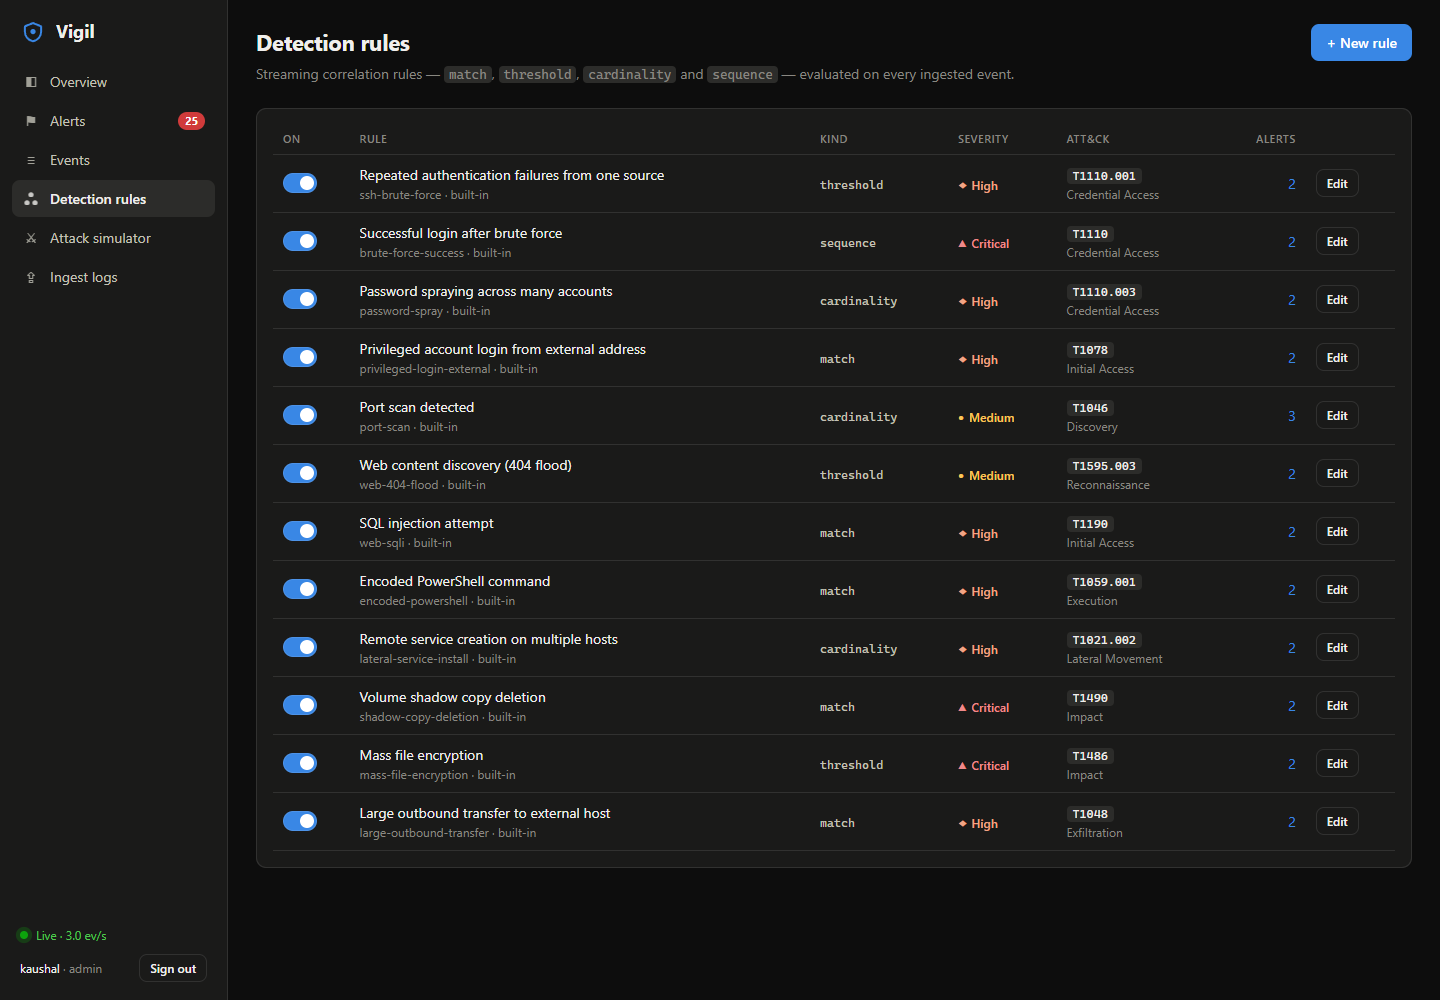 Vigil
Overview
Alerts 25
Events
Detection rules
Attack simulator
Ingest logs
Live · 3.0 ev/s
kaushal · admin Sign out
Detection rules
+ New rule
Streaming correlation rules — match, threshold, cardinality and sequence — evaluated on every ingested event.
ON RULE KIND SEVERITY ATT&CK ALERTS
Repeated authentication failures from one source
ssh-brute-force · built-in
threshold High T1110.001
Credential Access
2 Edit
Successful login after brute force
brute-force-success · built-in
sequence Critical T1110
Credential Access
2 Edit
Password spraying across many accounts
password-spray · built-in
cardinality High T1110.003
Credential Access
2 Edit
Privileged account login from external address
privileged-login-external · built-in
match High T1078
Initial Access
2 Edit
Port scan detected
port-scan · built-in
cardinality Medium T1046
Discovery
3 Edit
Web content discovery (404 flood)
web-404-flood · built-in
threshold Medium T1595.003
Reconnaissance
2 Edit
SQL injection attempt
web-sqli · built-in
match High T1190
Initial Access
2 Edit
Encoded PowerShell command
encoded-powershell · built-in
match High T1059.001
Execution
2 Edit
Remote service creation on multiple hosts
lateral-service-install · built-in
cardinality High T1021.002
Lateral Movement
2 Edit
Volume shadow copy deletion
shadow-copy-deletion · built-in
match Critical T1490
Impact
2 Edit
Mass file encryption
mass-file-encryption · built-in
threshold Critical T1486
Impact
2 Edit
Large outbound transfer to external host
large-outbound-transfer · built-in
match High T1048
Exfiltration
2 Edit